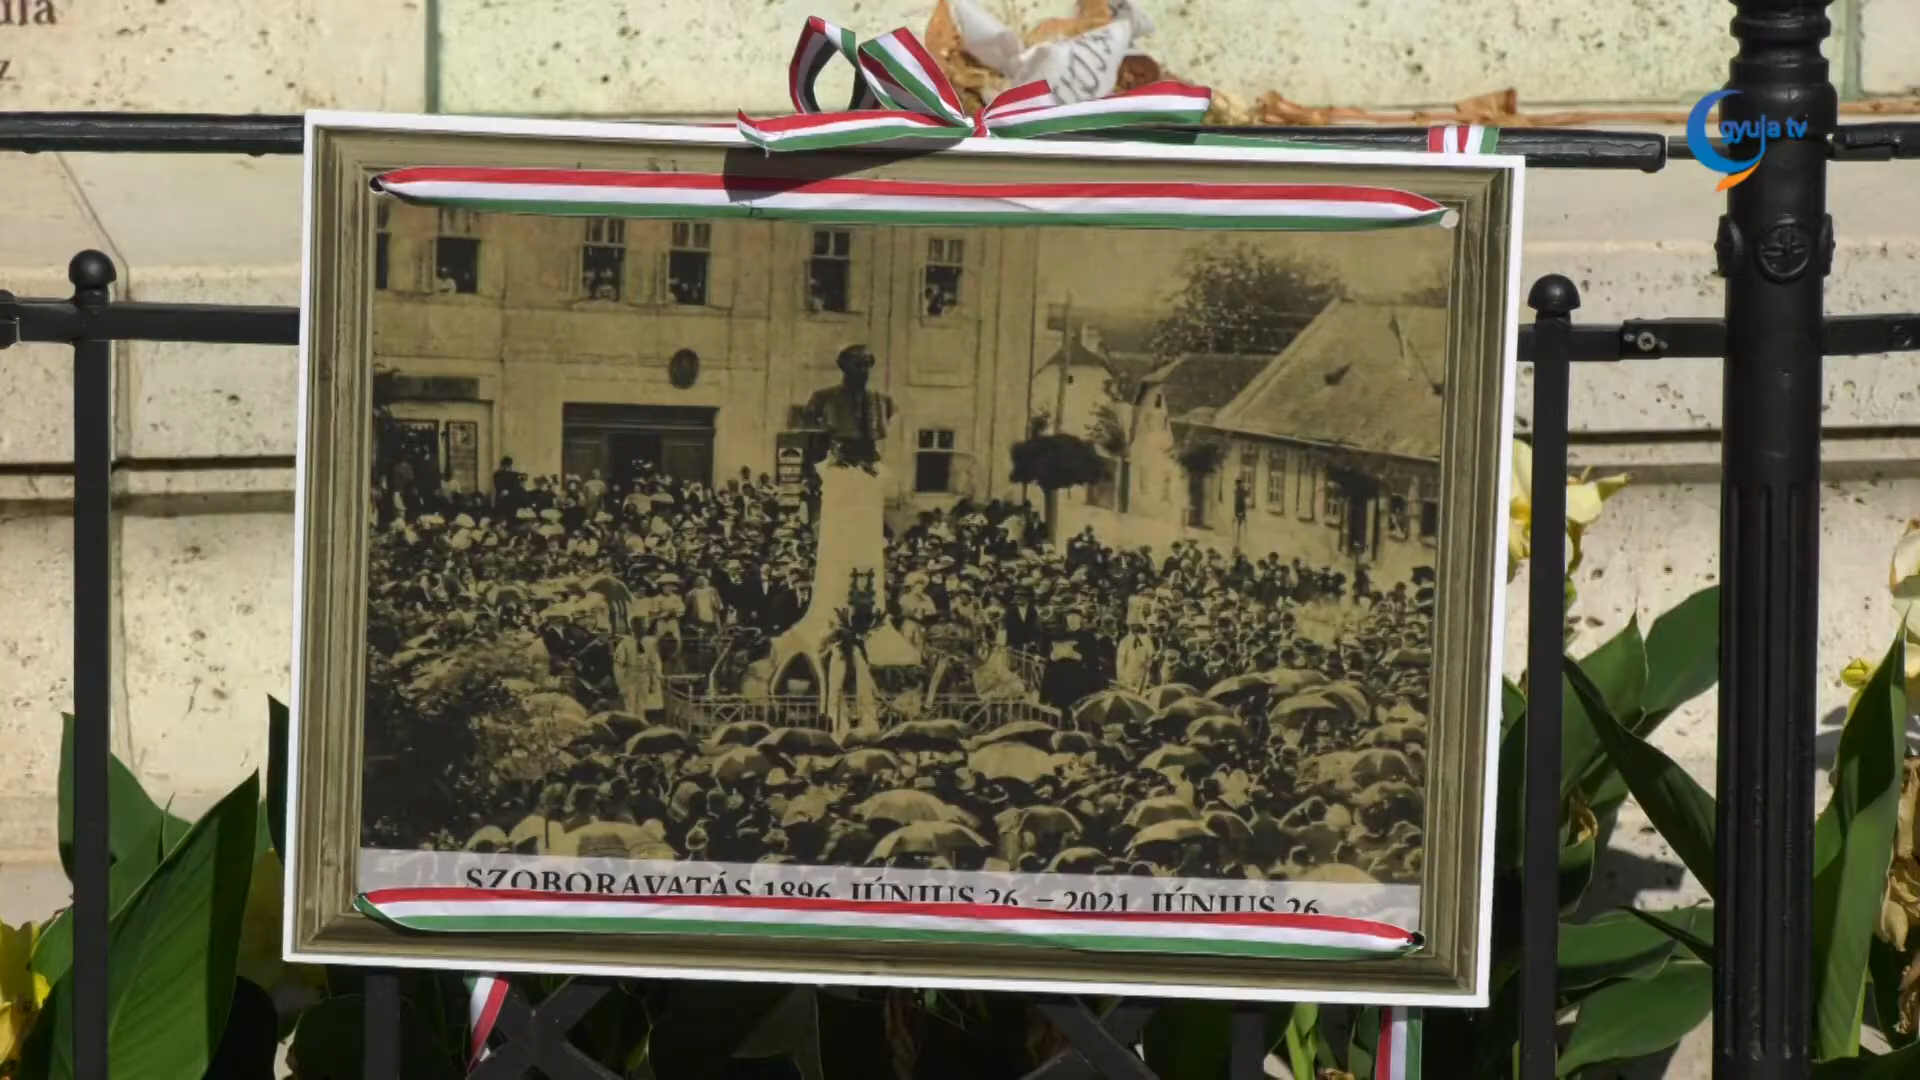 gyula tv
SZOBORAVATÁS 1896. JÚNIUS 26. – 2021. JÚNIUS 26.